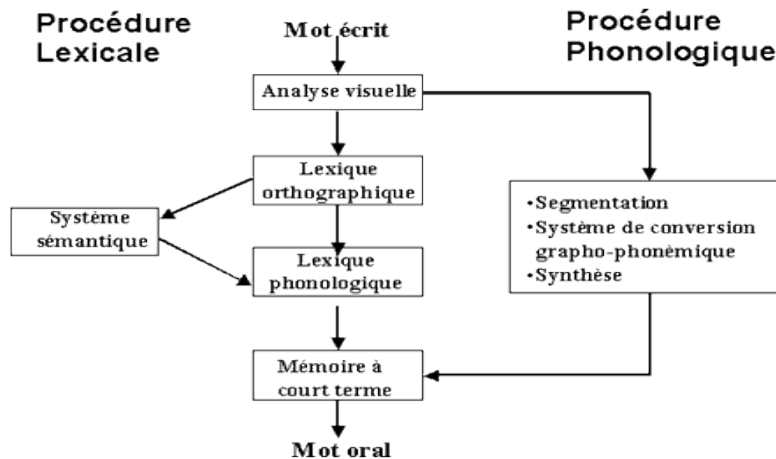 Procédure
Lexicale
Mot écrit
Procédure
Phonologique
Analyse visuelle
Lexique
orthographique
Système
sémantique
Lexique
phonologique
•Segmentation
•Système de conversion
grapho-phonèmique
•Synthèse
Mémoire à
court terme
Mot oral